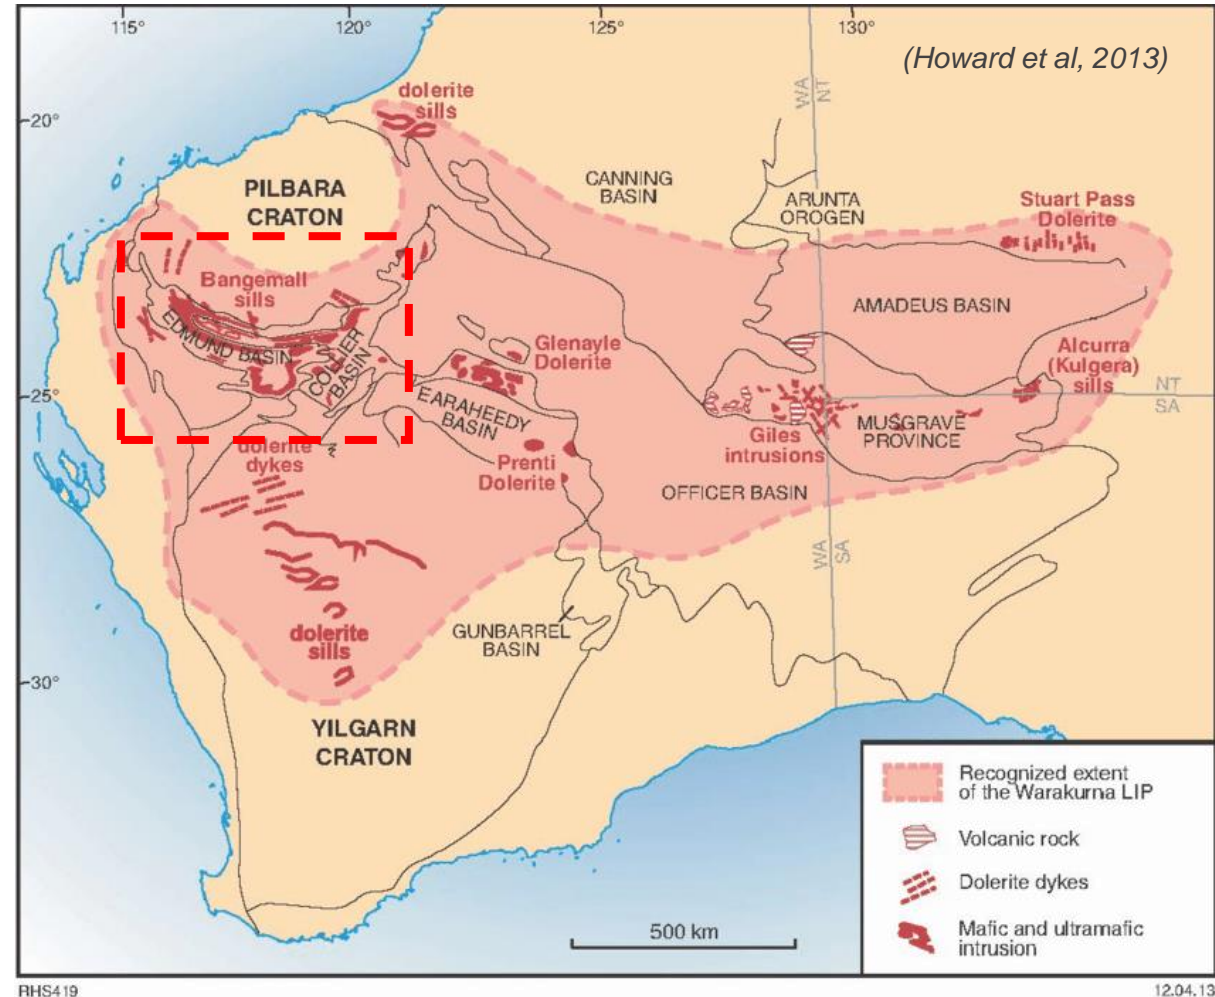 115°
120°
125°
130°
(Howard et al, 2013)
WA
NT
dolerite
sills
20°
PILBARA
CRATON
CANNING
BASIN
ARUNTA
OROGEN
Stuart Pass
Dolerite
Bangemall
sills
AMADEUS BASIN
EDMUND BASIN
COLLIER
BASIN
Glenayle
Dolerite
Alcurra
(Kulgera)
sills
NT
SA
25°
EARAHEEDY
BASIN
MUSGRAVE
PROVINCE
Giles
intrusions
dolerite
dykes
Prenti
Dolerite
OFFICER BASIN
WA
SA
GUNBARREL
BASIN
dolerite
sills
30°
YILGARN
CRATON
Recognized extent
of the Warakurna LIP
Volcanic rock
Dolerite dykes
Mafic and ultramafic
intrusion
500 km
RHS419
12.04.13